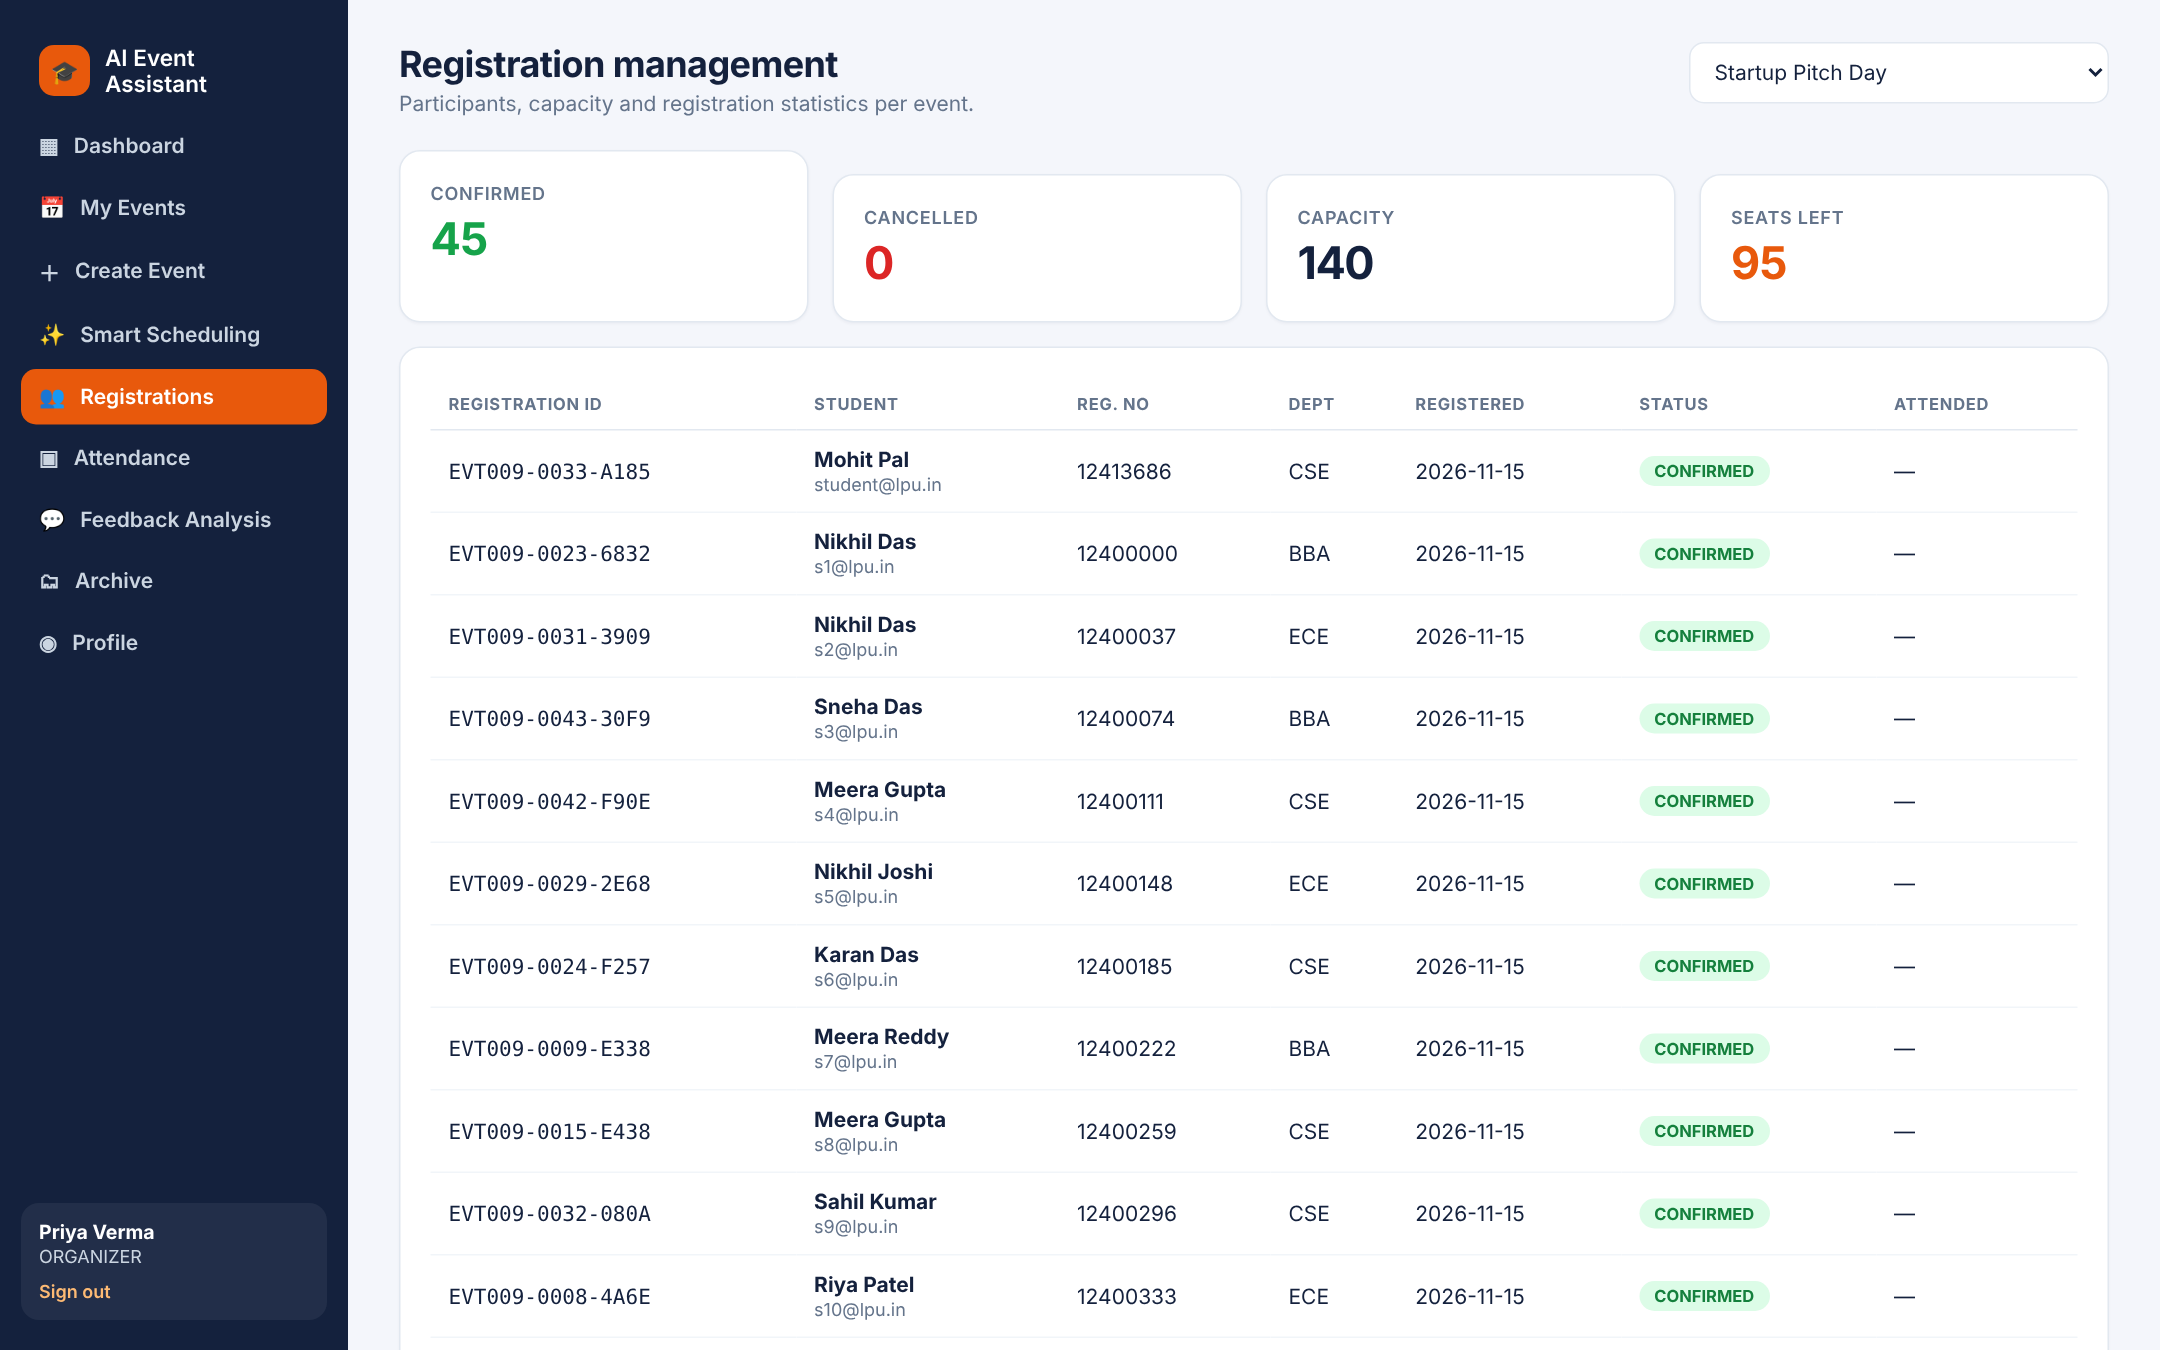 AI Event
Assistant
Dashboard
My Events
Create Event
Smart Scheduling
Registrations
Attendance
Feedback Analysis
Archive
Profile
Priya Verma
ORGANIZER
Sign out
Registration management
Participants, capacity and registration statistics per event.
Startup Pitch Day
CONFIRMED
45
CANCELLED
0
CAPACITY
140
SEATS LEFT
95
REGISTRATION ID STUDENT REG. NO DEPT REGISTERED STATUS ATTENDED
EVT009-0033-A185 Mohit Pal 12413686 CSE 2026-11-15 CONFIRMED —
student@lpu.in
EVT009-0023-6832 Nikhil Das 12400000 BBA 2026-11-15 CONFIRMED —
s1@lpu.in
EVT009-0031-3909 Nikhil Das 12400037 ECE 2026-11-15 CONFIRMED —
s2@lpu.in
EVT009-0043-30F9 Sneha Das 12400074 BBA 2026-11-15 CONFIRMED —
s3@lpu.in
EVT009-0042-F90E Meera Gupta 12400111 CSE 2026-11-15 CONFIRMED —
s4@lpu.in
EVT009-0029-2E68 Nikhil Joshi 12400148 ECE 2026-11-15 CONFIRMED —
s5@lpu.in
EVT009-0024-F257 Karan Das 12400185 CSE 2026-11-15 CONFIRMED —
s6@lpu.in
EVT009-0009-E338 Meera Reddy 12400222 BBA 2026-11-15 CONFIRMED —
s7@lpu.in
EVT009-0015-E438 Meera Gupta 12400259 CSE 2026-11-15 CONFIRMED —
s8@lpu.in
EVT009-0032-080A Sahil Kumar 12400296 CSE 2026-11-15 CONFIRMED —
s9@lpu.in
EVT009-0008-4A6E Riya Patel 12400333 ECE 2026-11-15 CONFIRMED —
s10@lpu.in